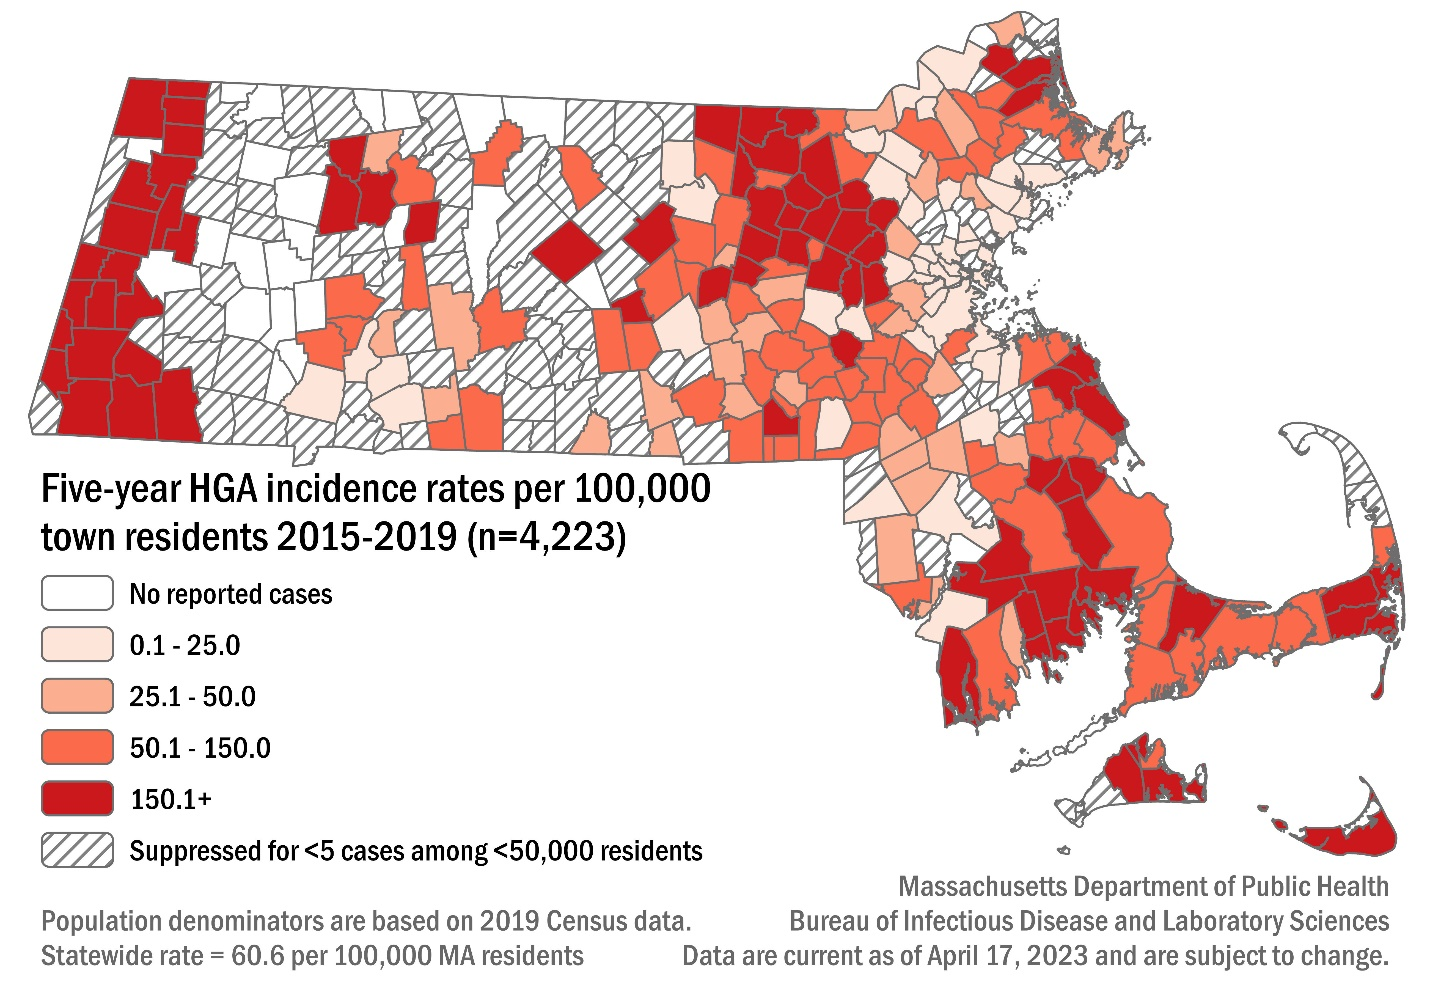 Five-year HGA incidence rates per 100,000
town residents 2015-2019 (n=4,223)
No reported cases
0.1 - 25.0
25.1 - 50.0
50.1 - 150.0
150.1+
Suppressed for <5 cases among <50,000 residents
Population denominators are based on 2019 Census data.
Statewide rate = 60.6 per 100,000 MA residents
Massachusetts Department of Public Health
Bureau of Infectious Disease and Laboratory Sciences
Data are current as of April 17, 2023 and are subject to change.